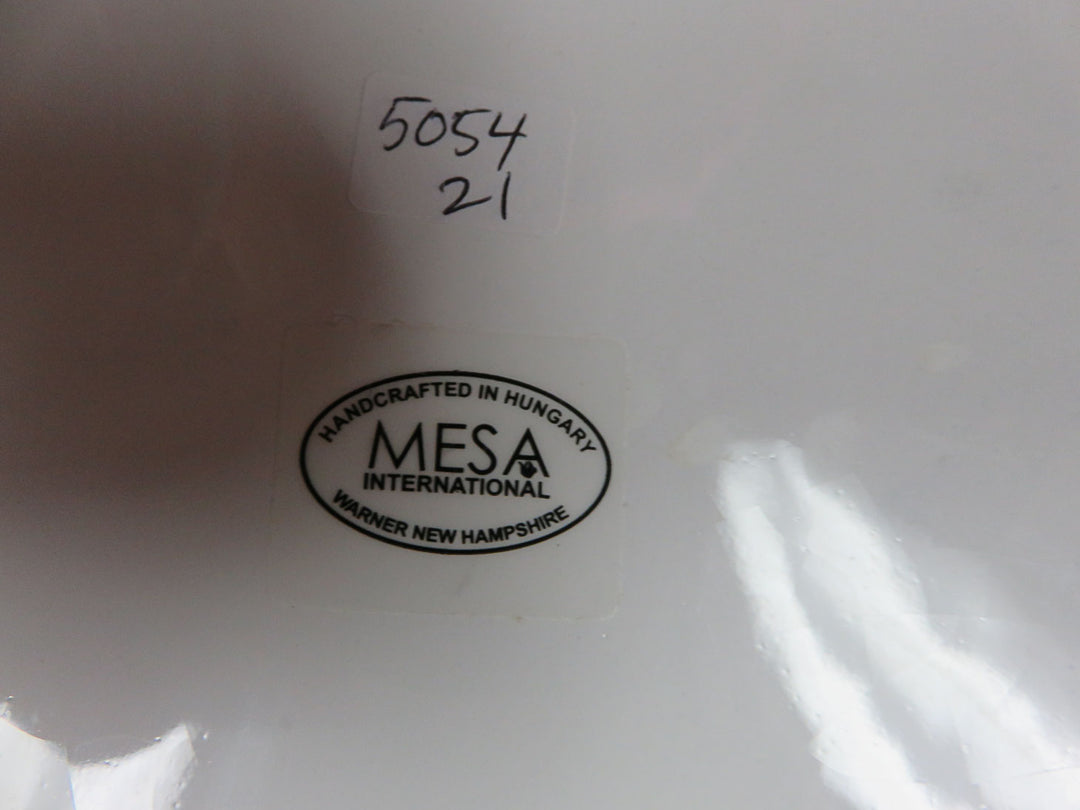 5054
21
HANDCRAFTED IN HUNGARY
MESA
INTERNATIONAL
WARNER NEW HAMPSHIRE